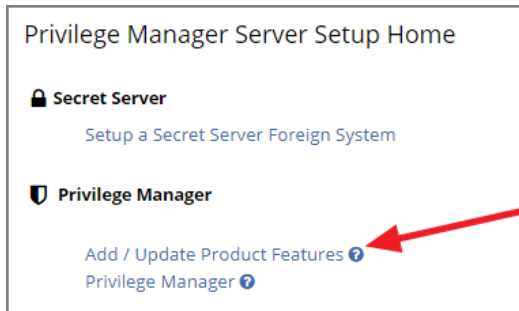 Privilege Manager Server Setup Home
Secret Server
Setup a Secret Server Foreign System
Privilege Manager
Add / Update Product Features ?
Privilege Manager ?